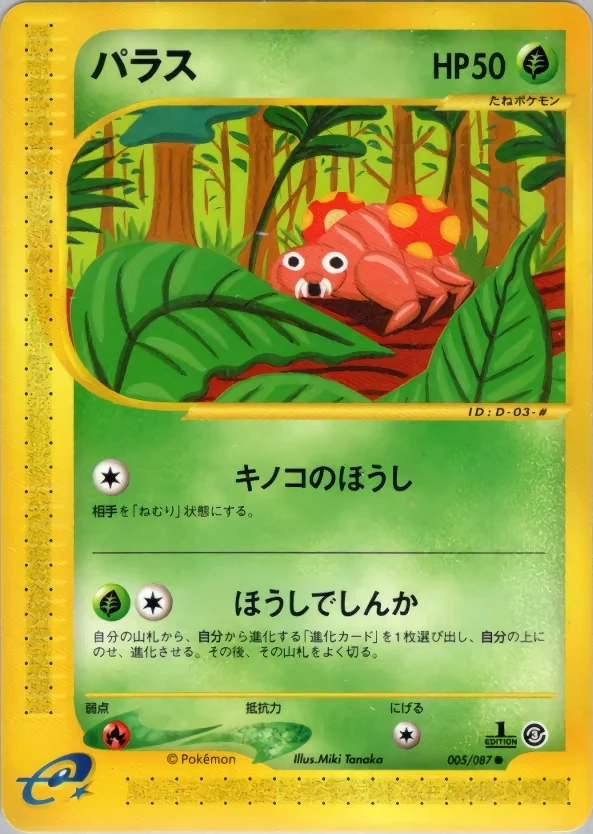 パラス
HP50
たねポケモン
ID:D-03-#
キノコのほうし
相手を「ねむり」状態にする。
ほうしでしんか
自分の山札から、自分から進化する「進化カード」を1枚選び出し、自分の上に
のせ、進化させる。その後、その山札をよく切る。
弱点 抵抗力 にげる
1
EDITION
3
© Pokémon Illus.Miki Tanaka 005/087 ●
e